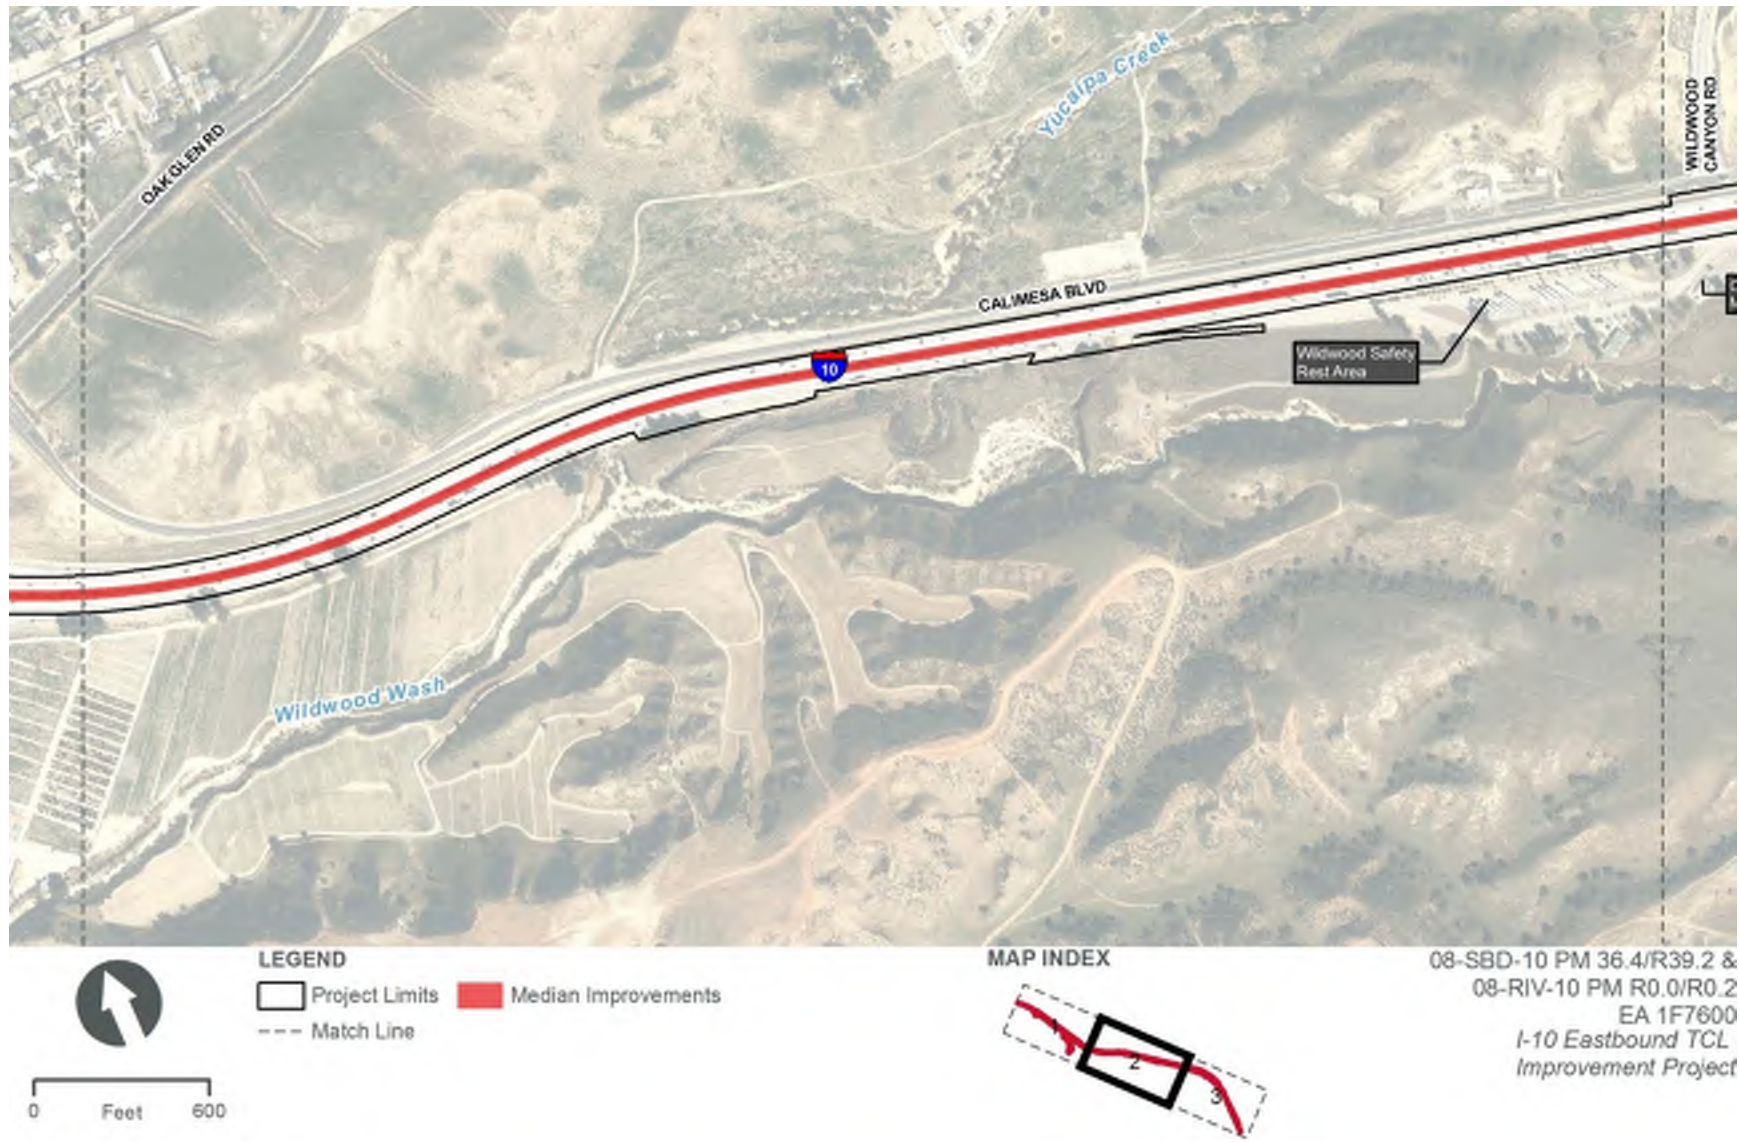 Yucaipa Creek
WILDWOOD
CANYON RD
OAK GLEN RD
CALIMESA BLVD
10
Wildwood Safety
Rest Area
Wildwood Wash
LEGEND
Project Limits
Median Improvements
Match Line
0 Feet 600
MAP INDEX
1
2
3
08-SBD-10 PM 36.4/R39.2 &
08-RIV-10 PM R0.0/R0.2
EA 1F7600
I-10 Eastbound TCL
Improvement Project